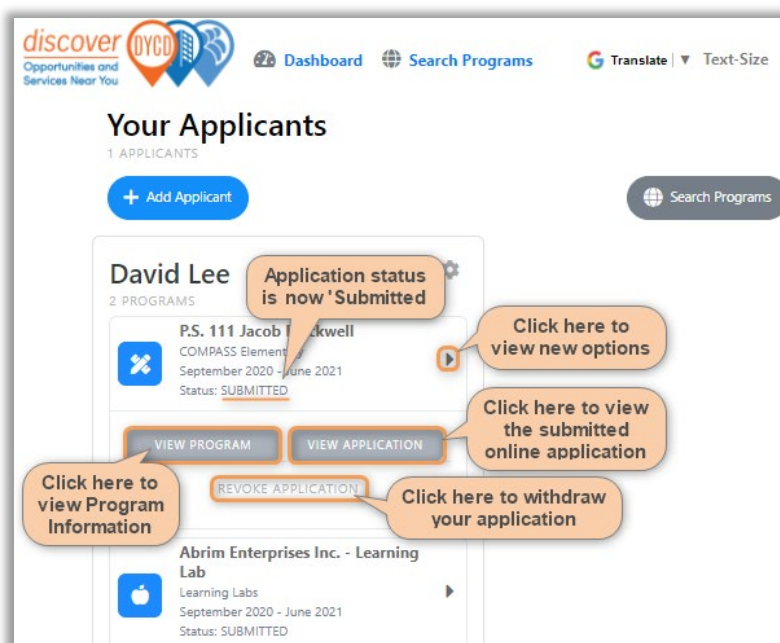 discover
Opportunities and
Services Near You
DYCD
Dashboard
Search Programs
G Translate | ▼ Text-Size
Your Applicants
1 APPLICANTS
+ Add Applicant
Search Programs
David Lee
2 PROGRAMS
Application status
is now 'Submitted
P.S. 111 Jacob
COMPASS
September 2020 - June 2021
Status: SUBMITTED
Click here to
view new options
VIEW PROGRAM
VIEW APPLICATION
Click here to view
the submitted
online application
REVOKE APPLICATION
Click here to
view Program
Information
Click here to withdraw
your application
Abrim Enterprises Inc. - Learning
Lab
Learning Labs
September 2020 - June 2021
Status: SUBMITTED